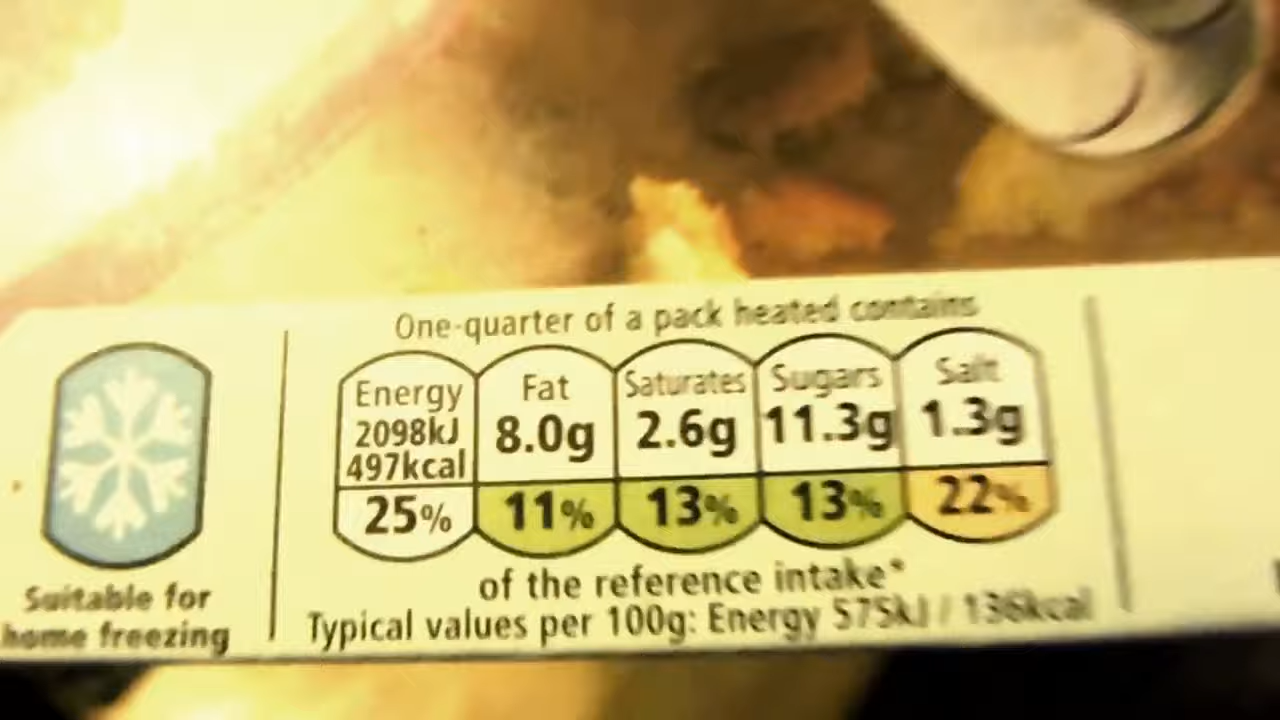 One-quarter of a pack heated contains
Energy Fat Saturates Sugars Salt
2098kJ 8.0g 2.6g 11.3g 1.3g
497kcal
25% 11% 13% 13% 22%
of the reference intake*
Typical values per 100g: Energy 575kJ / 136kcal
Suitable for
home freezing